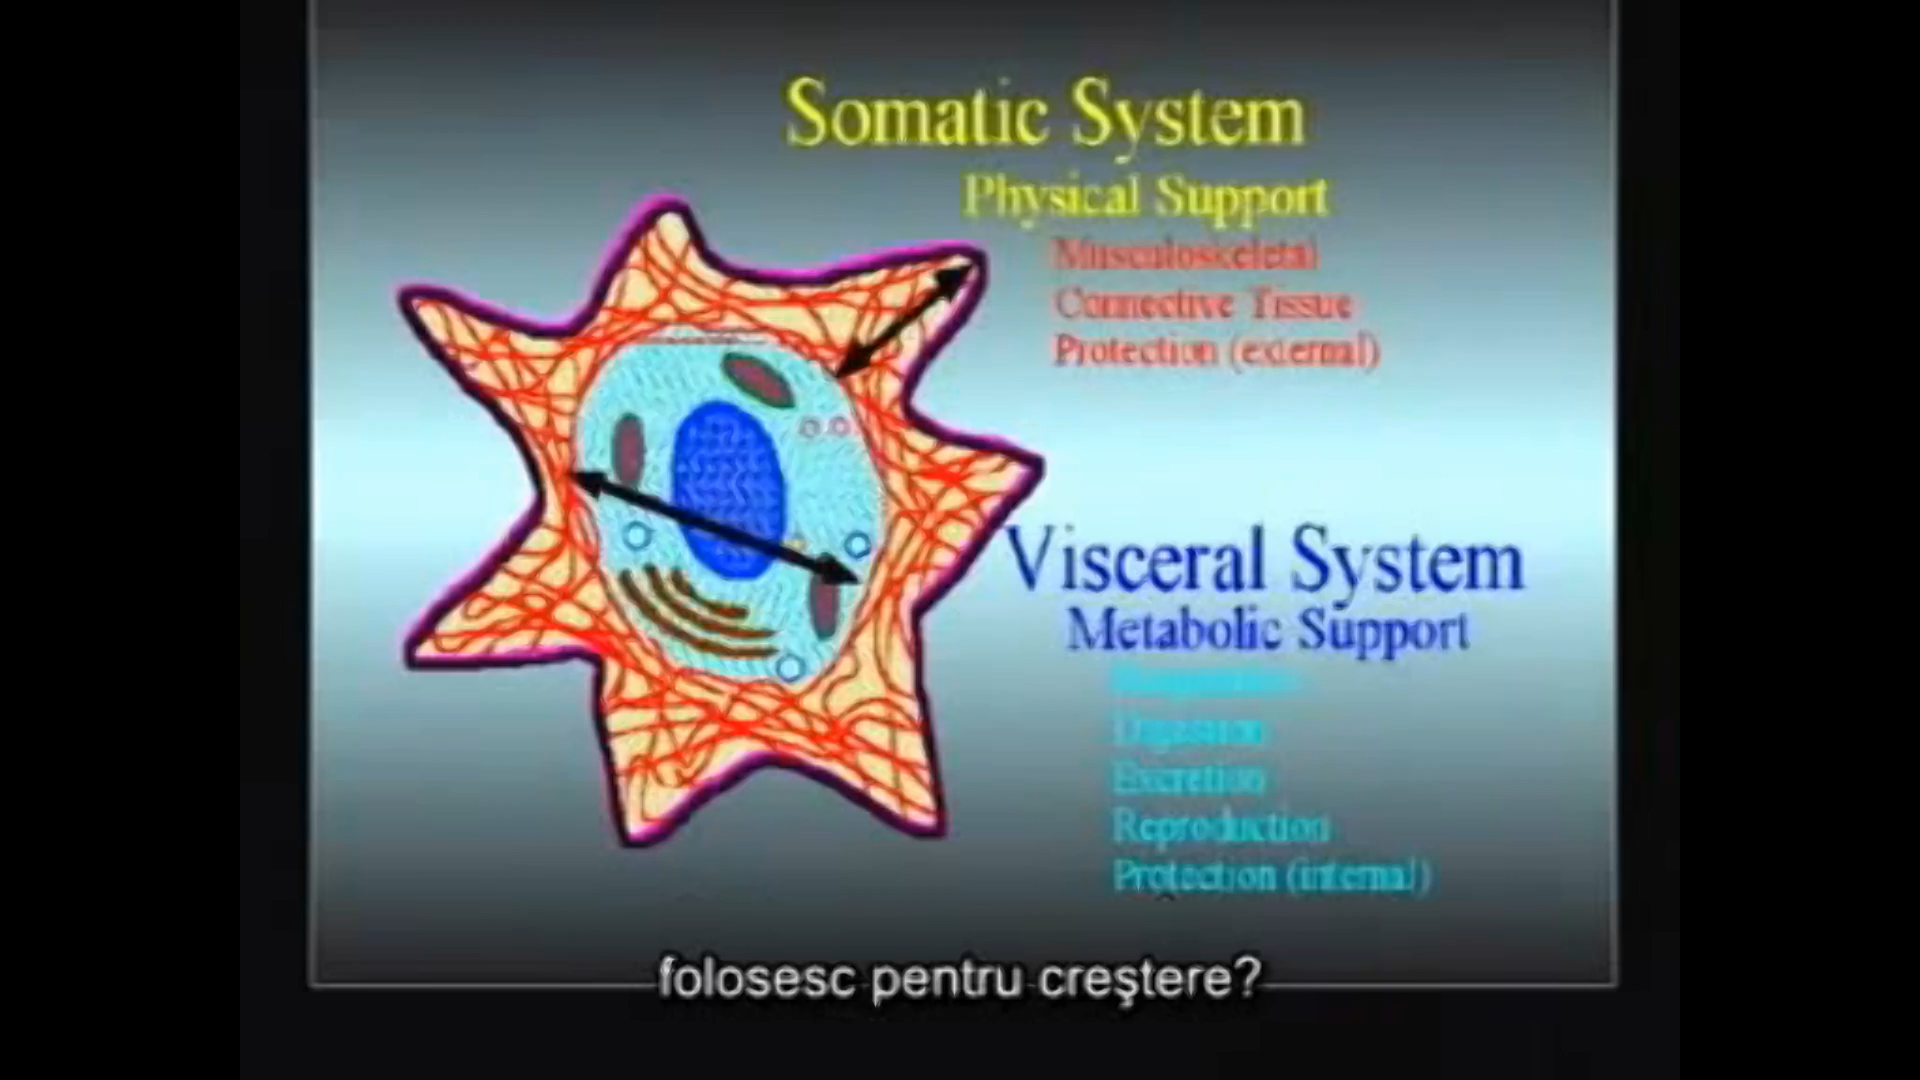 Somatic System
Physical Support
Musculoskeletal
Connective Tissue
Protection (external)
Visceral System
Metabolic Support
Digestion
Excretion
Reproduction
Protection (internal)
folosesc pentru creştere?